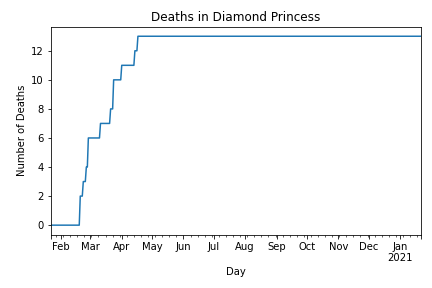 Deaths in Diamond Princess
Number of Deaths
12
10
8
6
4
2
0
Feb Mar Apr May Jun Jul Aug Sep Oct Nov Dec Jan
2021
Day